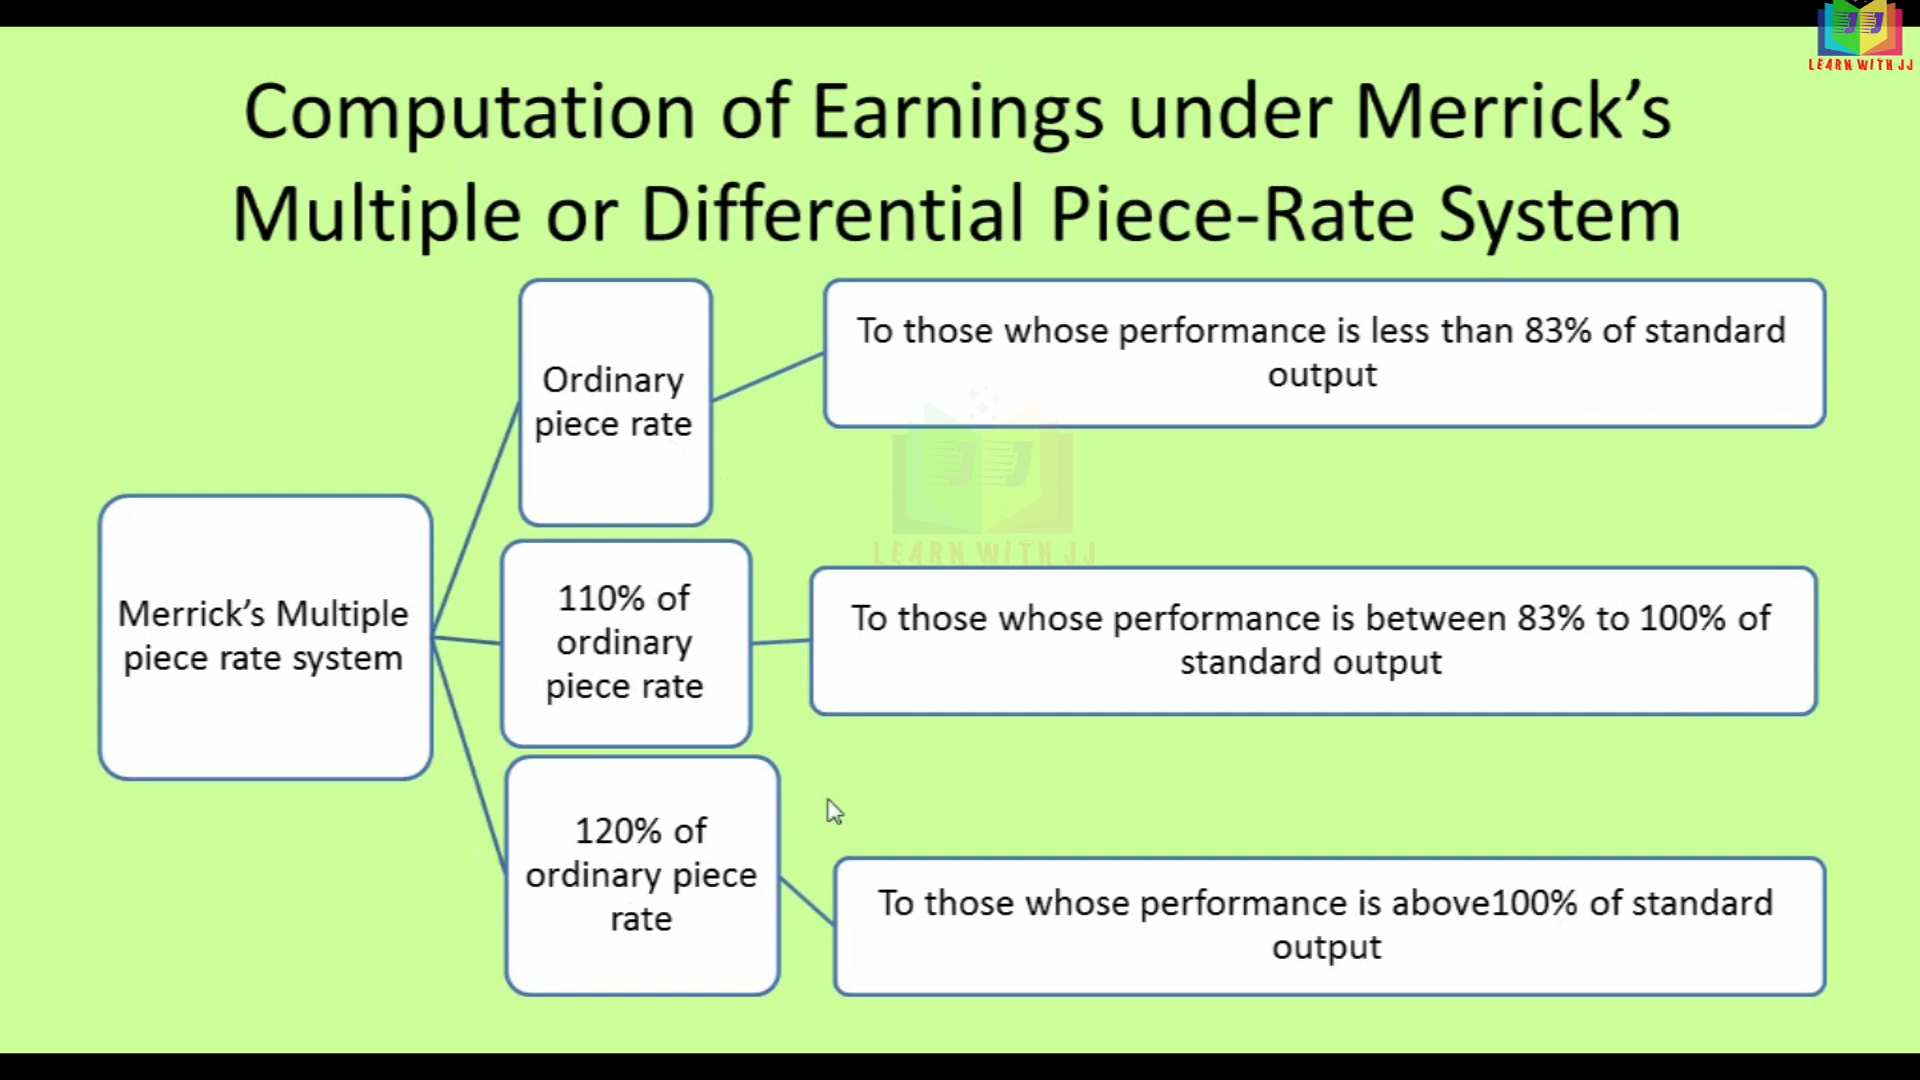 LEARN WITH JJ
Computation of Earnings under Merrick's
Multiple or Differential Piece-Rate System
Merrick's Multiple
piece rate system
Ordinary
piece rate
To those whose performance is less than 83% of standard
output
LEARN WITH JJ
110% of
ordinary
piece rate
To those whose performance is between 83% to 100% of
standard output
120% of
ordinary piece
rate
To those whose performance is above100% of standard
output